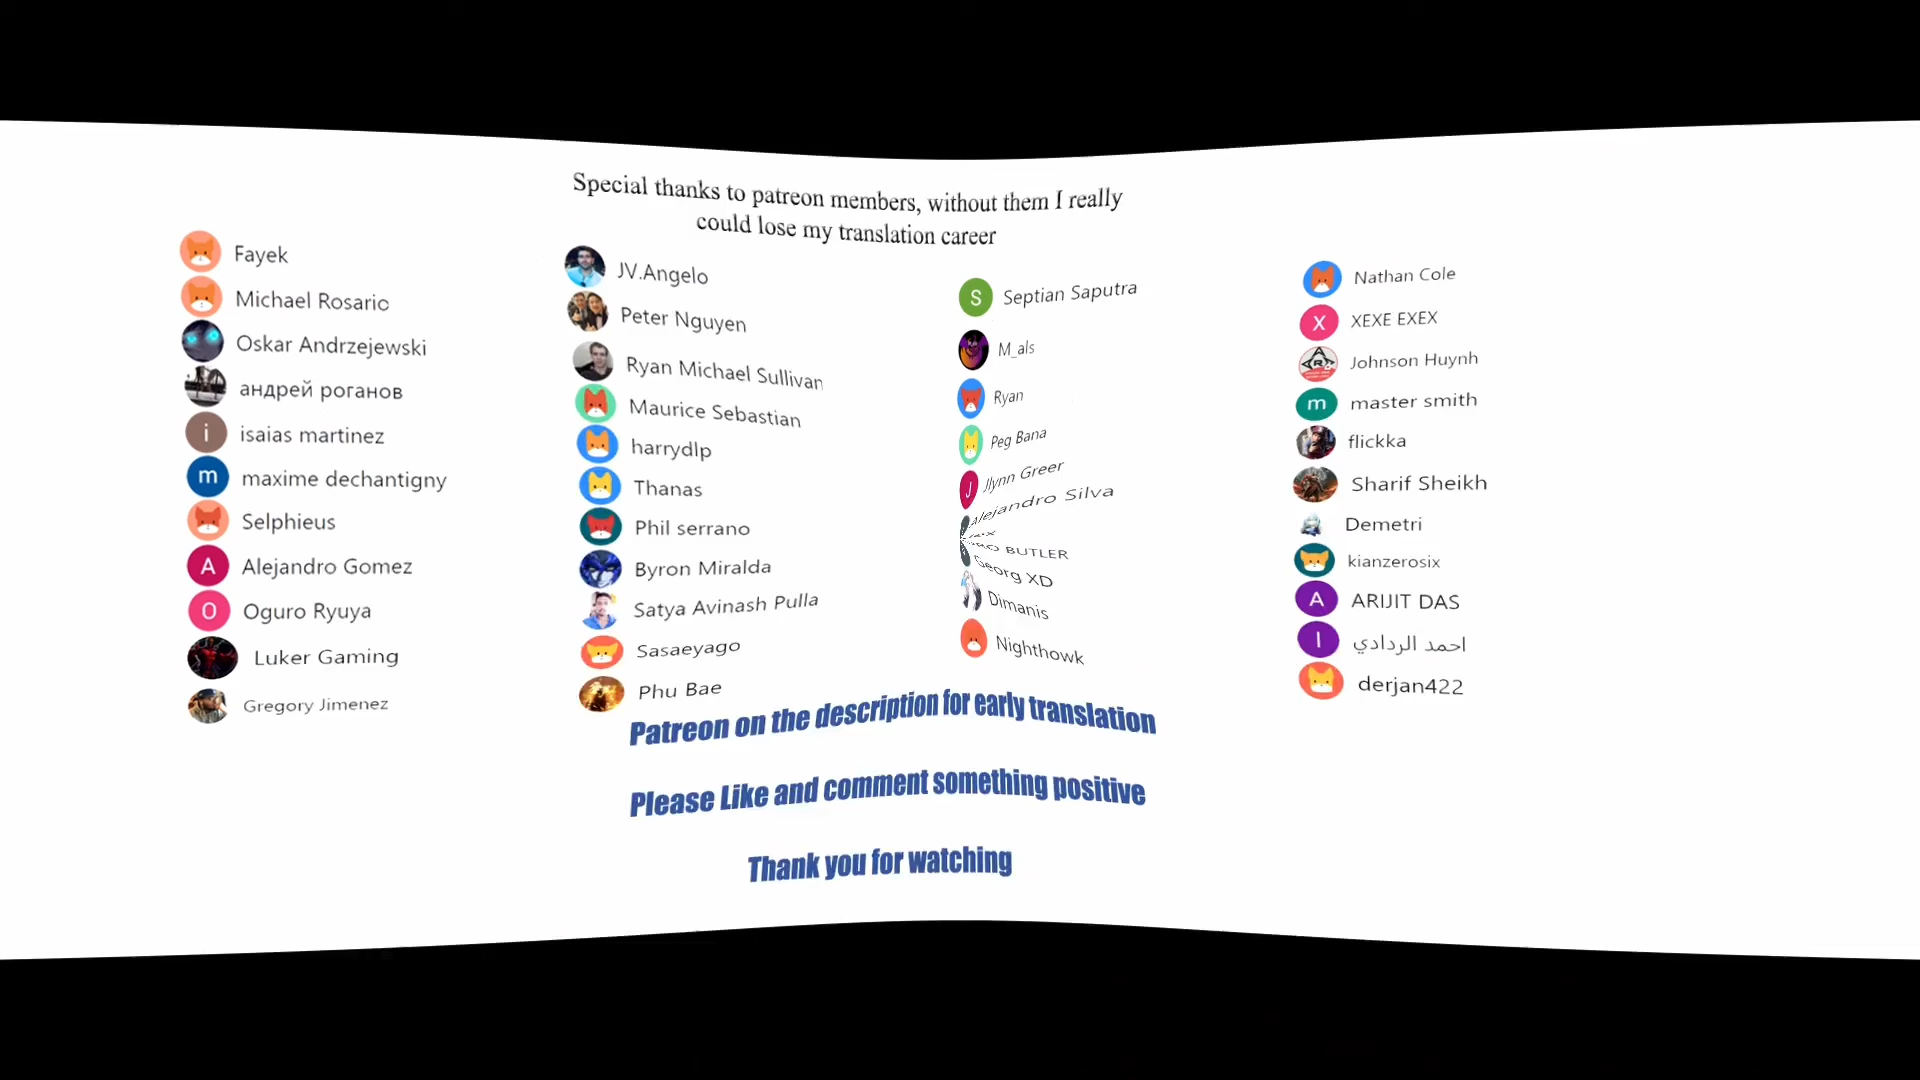 Special thanks to patreon members, without them I really
could lose my translation career
Fayek
Michael Rosario
Oskar Andrzejewski
андрей роганов
i isaias martinez
m maxime dechantigny
Selphieus
A Alejandro Gomez
O Oguro Ryuya
Luker Gaming
Gregory Jimenez
JV.Angelo
Peter Nguyen
Ryan Michael Sullivan
Maurice Sebastian
harrydlp
Thanas
Phil serrano
Byron Miralda
Satya Avinash Pulla
Sasaeyago
Phu Bae
S Septian Saputra
M_als
Ryan
Peg Bana
J Jlynn Greer
Alejandro Silva
BUTLER
Georg XD
Dimanis
Nighthowk
Nathan Cole
X XEXE EXEX
Johnson Huynh
m master smith
flickka
Sharif Sheikh
Demetri
kianzerosix
A ARIJIT DAS
I احمد الردادي
derjan422
Patreon on the description for early translation
Please Like and comment something positive
Thank you for watching